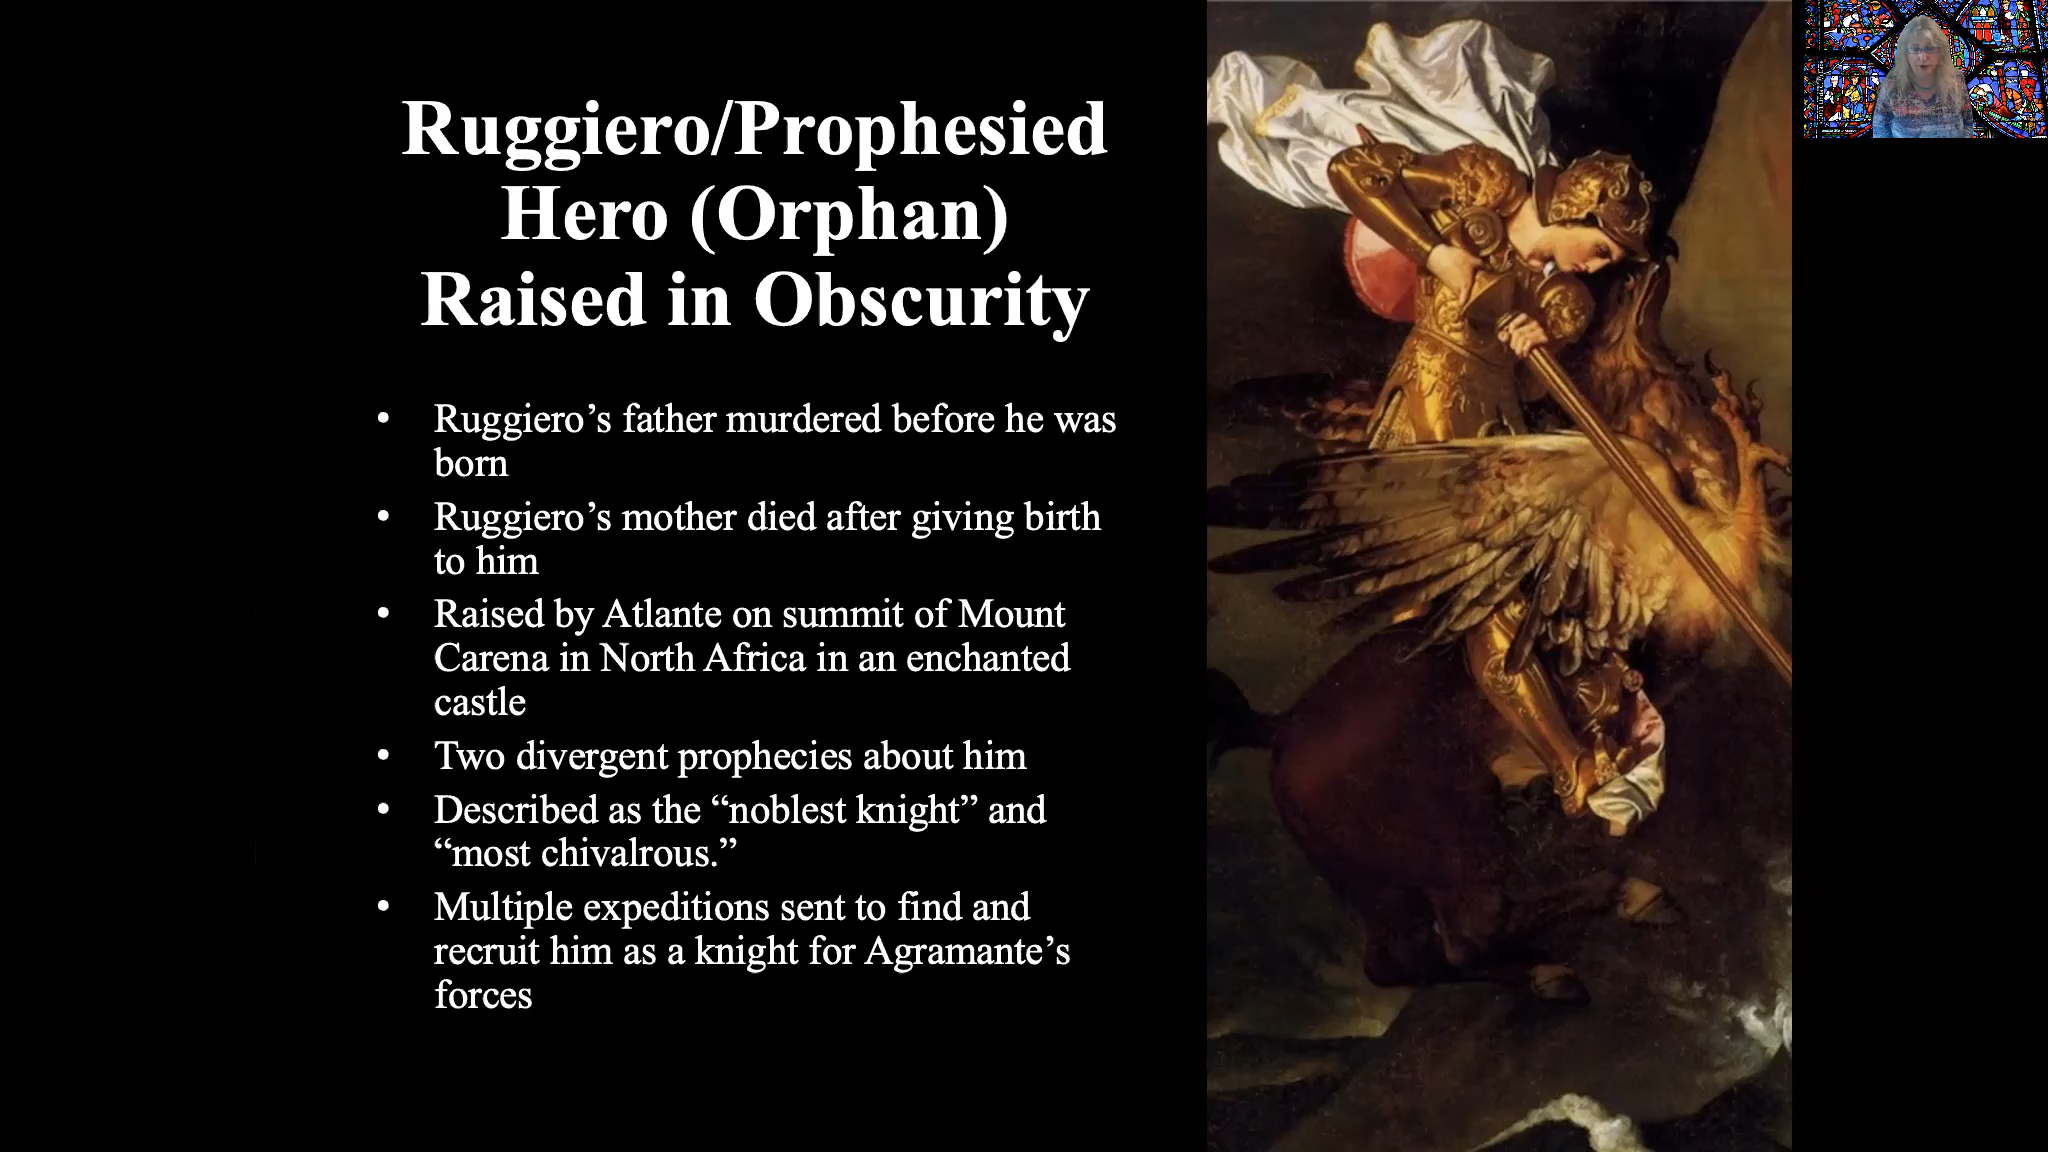 Ruggiero/Prophesied
Hero (Orphan)
Raised in Obscurity
• Ruggiero’s father murdered before he was
born
• Ruggiero’s mother died after giving birth
to him
• Raised by Atlante on summit of Mount
Carena in North Africa in an enchanted
castle
• Two divergent prophecies about him
• Described as the “noblest knight” and
“most chivalrous.”
• Multiple expeditions sent to find and
recruit him as a knight for Agramante’s
forces